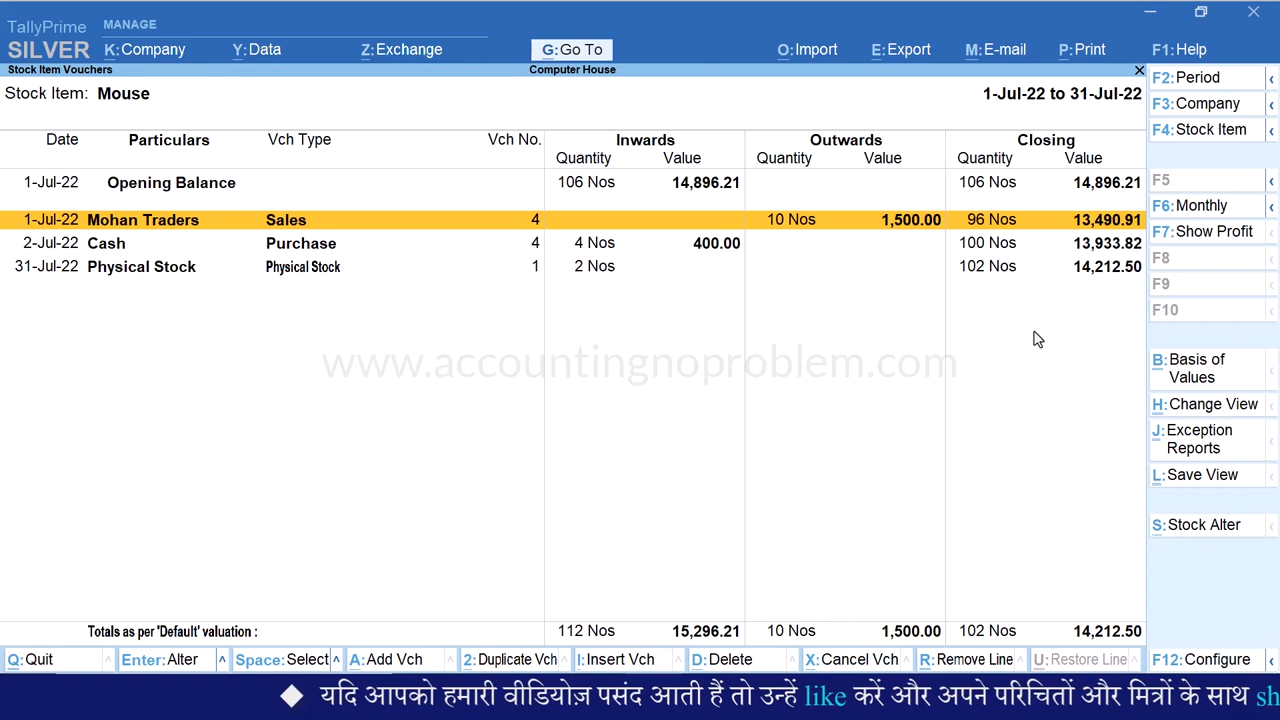 TallyPrime MANAGE
SILVER K:Company Y:Data Z:Exchange G:Go To O:Import E:Export M:E-mail P:Print F1:Help
Stock Item Vouchers Computer House
Stock Item: Mouse 1-Jul-22 to 31-Jul-22
Date Particulars Vch Type Vch No. Inwards Outwards Closing
Quantity Value Quantity Value Quantity Value
1-Jul-22 Opening Balance 106 Nos 14,896.21 106 Nos 14,896.21
1-Jul-22 Mohan Traders Sales 4 10 Nos 1,500.00 96 Nos 13,490.91
2-Jul-22 Cash Purchase 4 4 Nos 400.00 100 Nos 13,933.82
31-Jul-22 Physical Stock Physical Stock 1 2 Nos 102 Nos 14,212.50
www.accountingnoproblem.com
Totals as per 'Default' valuation : 112 Nos 15,296.21 10 Nos 1,500.00 102 Nos 14,212.50
F2:Period
F3:Company
F4:Stock Item
F5
F6:Monthly
F7:Show Profit
F8
F9
F10
B:Basis of
Values
H:Change View
J:Exception
Reports
L:Save View
S:Stock Alter
Q:Quit Enter:Alter Space:Select A:Add Vch 2:Duplicate Vch I:Insert Vch D:Delete X:Cancel Vch R:Remove Line U:Restore Line F12:Configure
यदि आपको हमारी वीडियोज़ पसंद आती हैं तो उन्हें like करें और अपने परिचितों और मित्रों के साथ sh